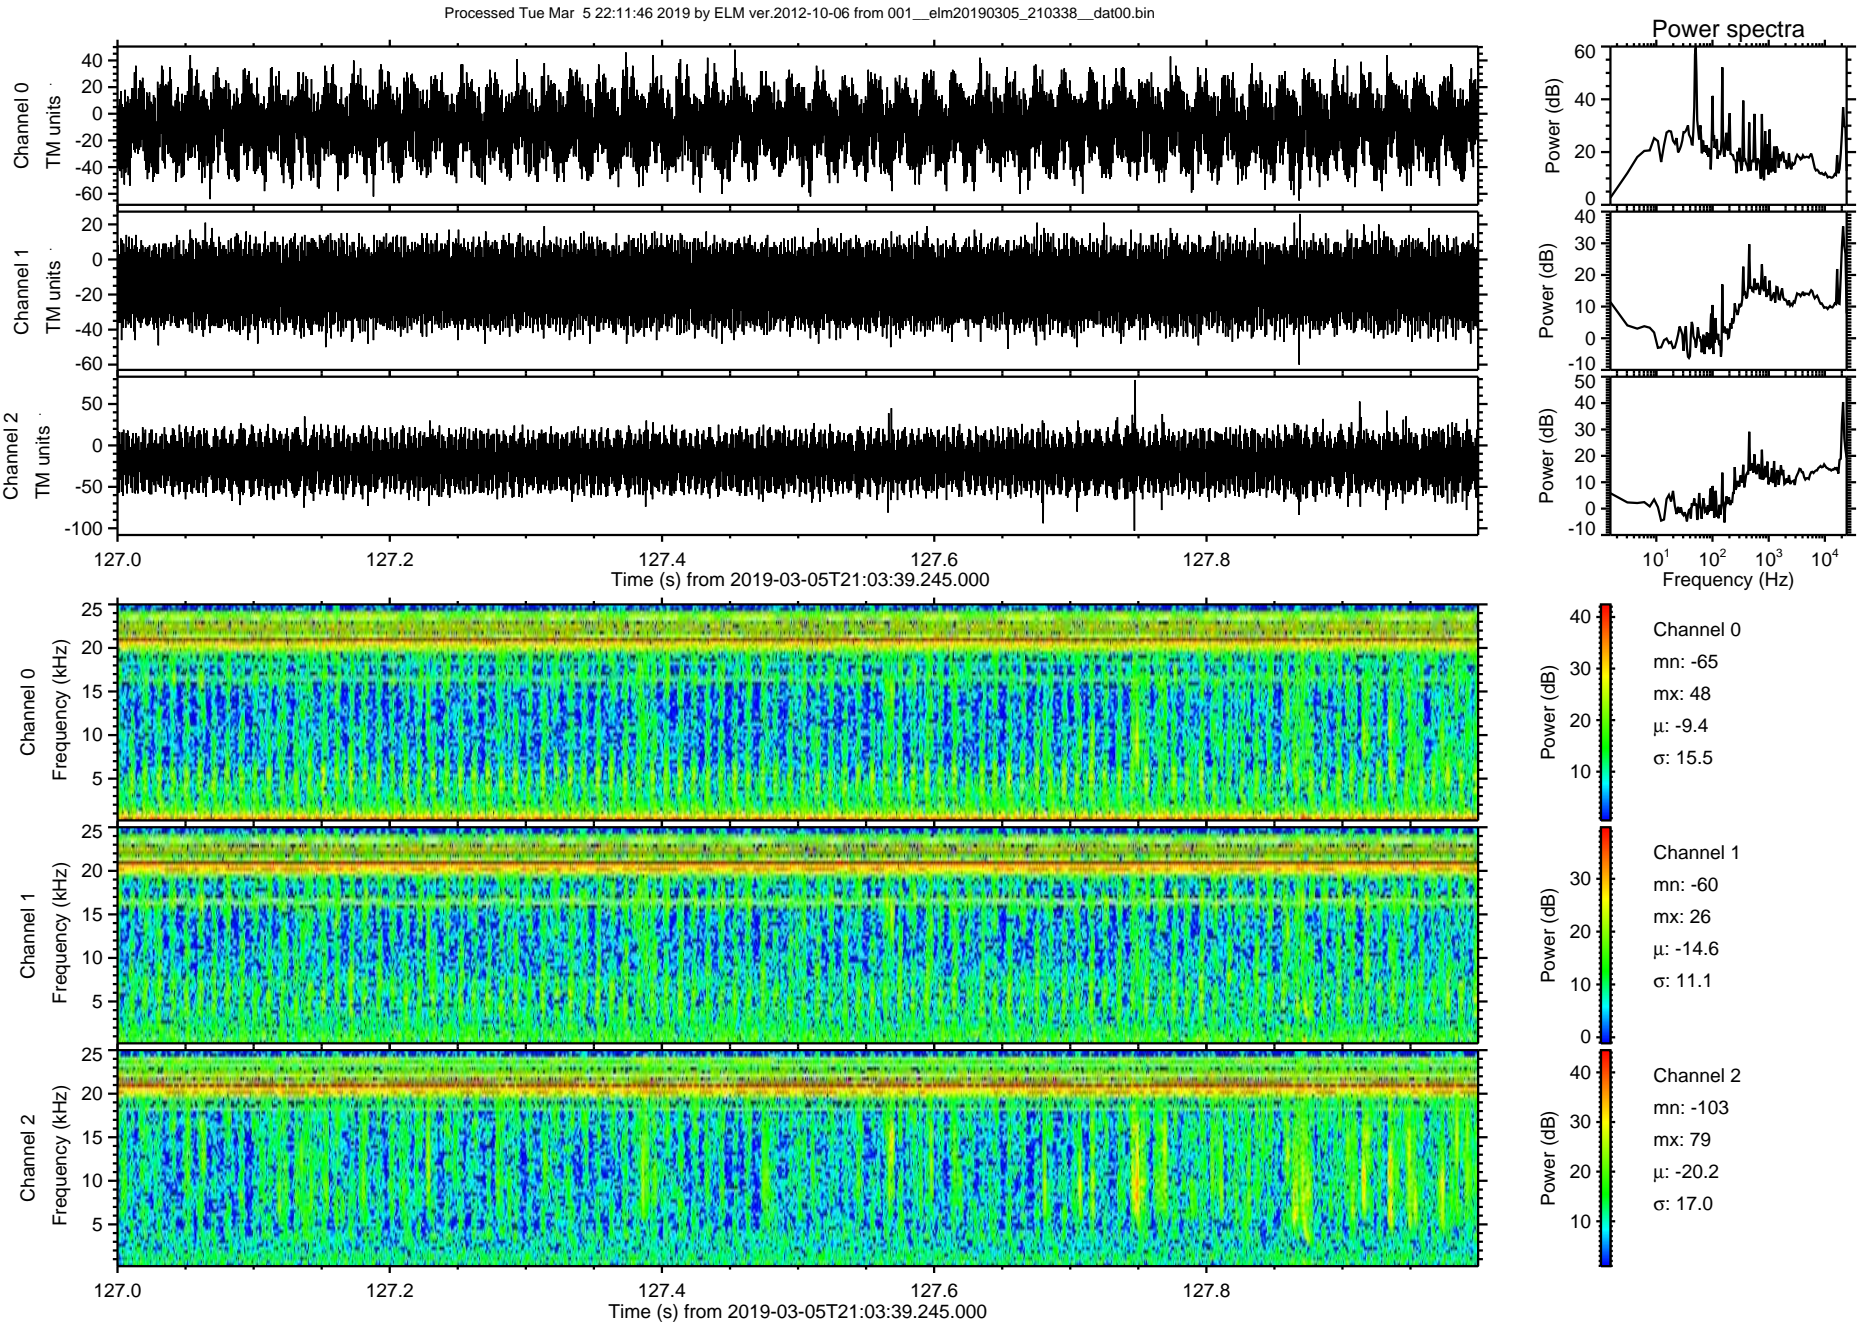 Processed Tue Mar  5 22:11:46 2019 by ELM ver.2012-10-06 from 001__elm20190305_210338__dat00.bin
Power spectra
Channel 0
TM units
40
20
0
-20
-40
-60
Power (dB)
60
40
20
0
Channel 1
TM units
20
0
-20
-40
-60
Power (dB)
40
30
20
10
0
-10
Channel 2
TM units
50
0
-50
-100
Power (dB)
50
40
30
20
10
0
-10
127.0 127.2 127.4 127.6 127.8
Time (s) from 2019-03-05T21:03:39.245.000
10¹ 10² 10³ 10⁴
Frequency (Hz)
Channel 0
Frequency (kHz)
25
20
15
10
5
Power (dB)
40
30
20
10
Channel 0
mn: -65
mx: 48
μ: -9.4
σ: 15.5
Channel 1
Frequency (kHz)
25
20
15
10
5
Power (dB)
30
20
10
0
Channel 1
mn: -60
mx: 26
μ: -14.6
σ: 11.1
Channel 2
Frequency (kHz)
25
20
15
10
5
Power (dB)
40
30
20
10
Channel 2
mn: -103
mx: 79
μ: -20.2
σ: 17.0
127.0 127.2 127.4 127.6 127.8
Time (s) from 2019-03-05T21:03:39.245.000